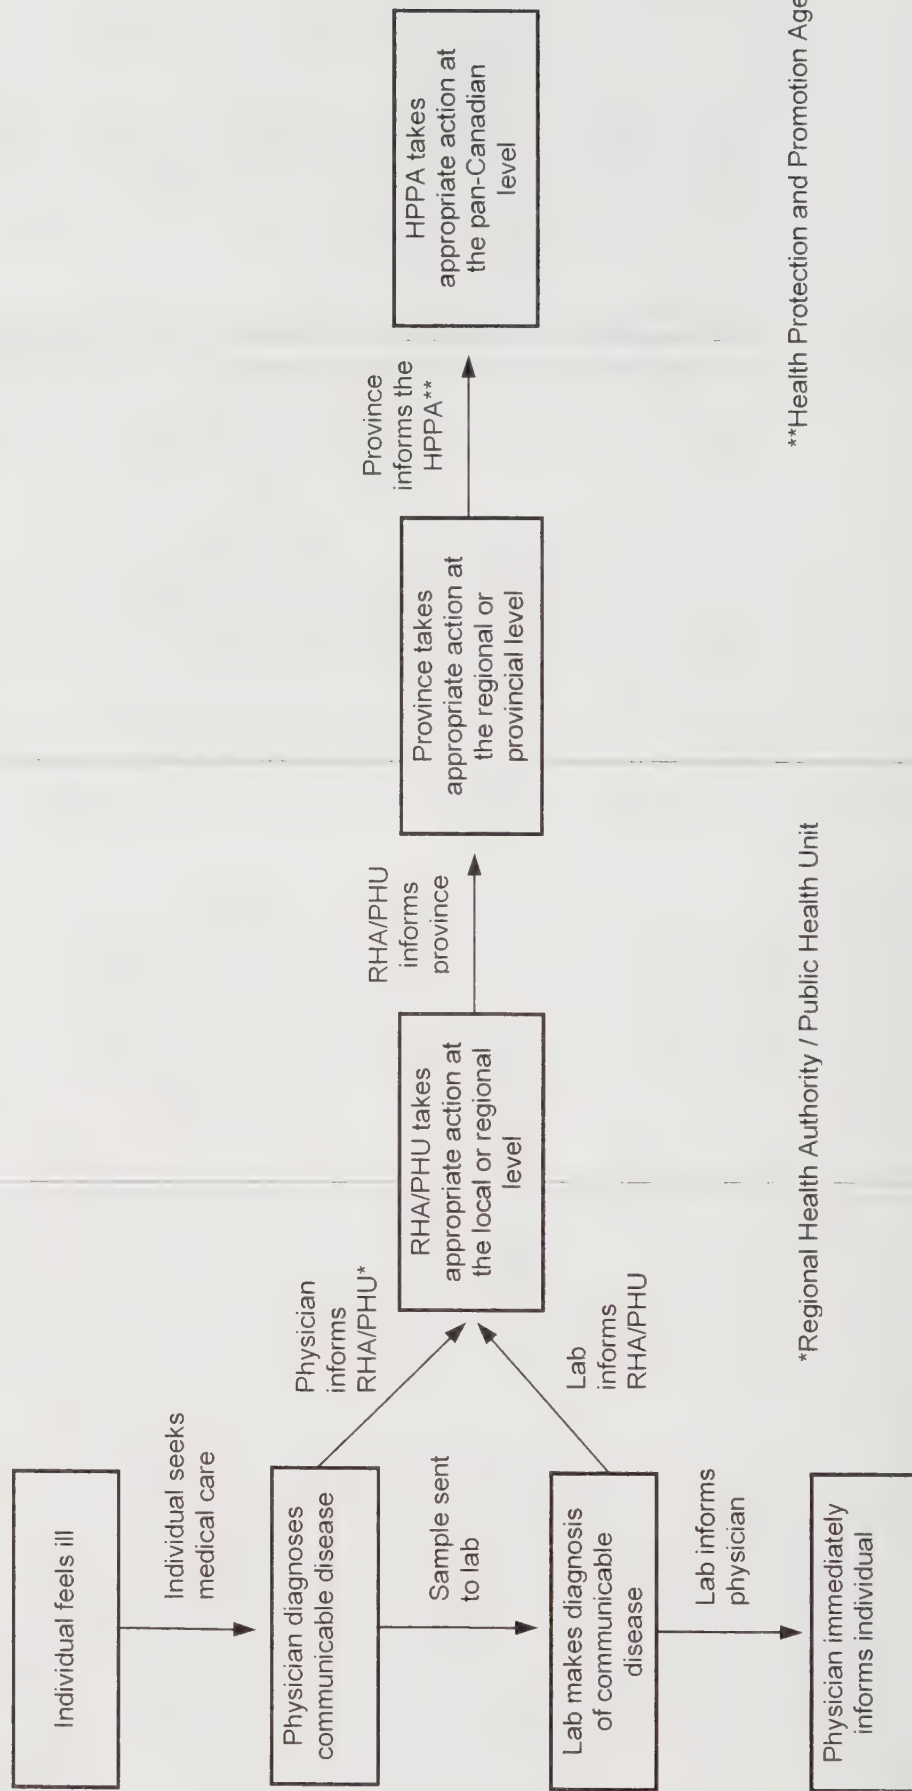 Individual feels ill
Individual seeks
medical care
Physician diagnoses
communicable disease
Physician
informs
RHA/PHU*
Sample sent
to lab
Lab makes diagnosis
of communicable
disease
Lab
informs
RHA/PHU
Lab informs
physician
Physician immediately
informs individual
RHA/PHU takes
appropriate action at
the local or regional
level
RHA/PHU
informs
province
Province takes
appropriate action at
the regional or
provincial level
Province
informs the
HPPA**
HPPA takes
appropriate action at
the pan-Canadian
level
*Regional Health Authority / Public Health Unit
**Health Protection and Promotion Age